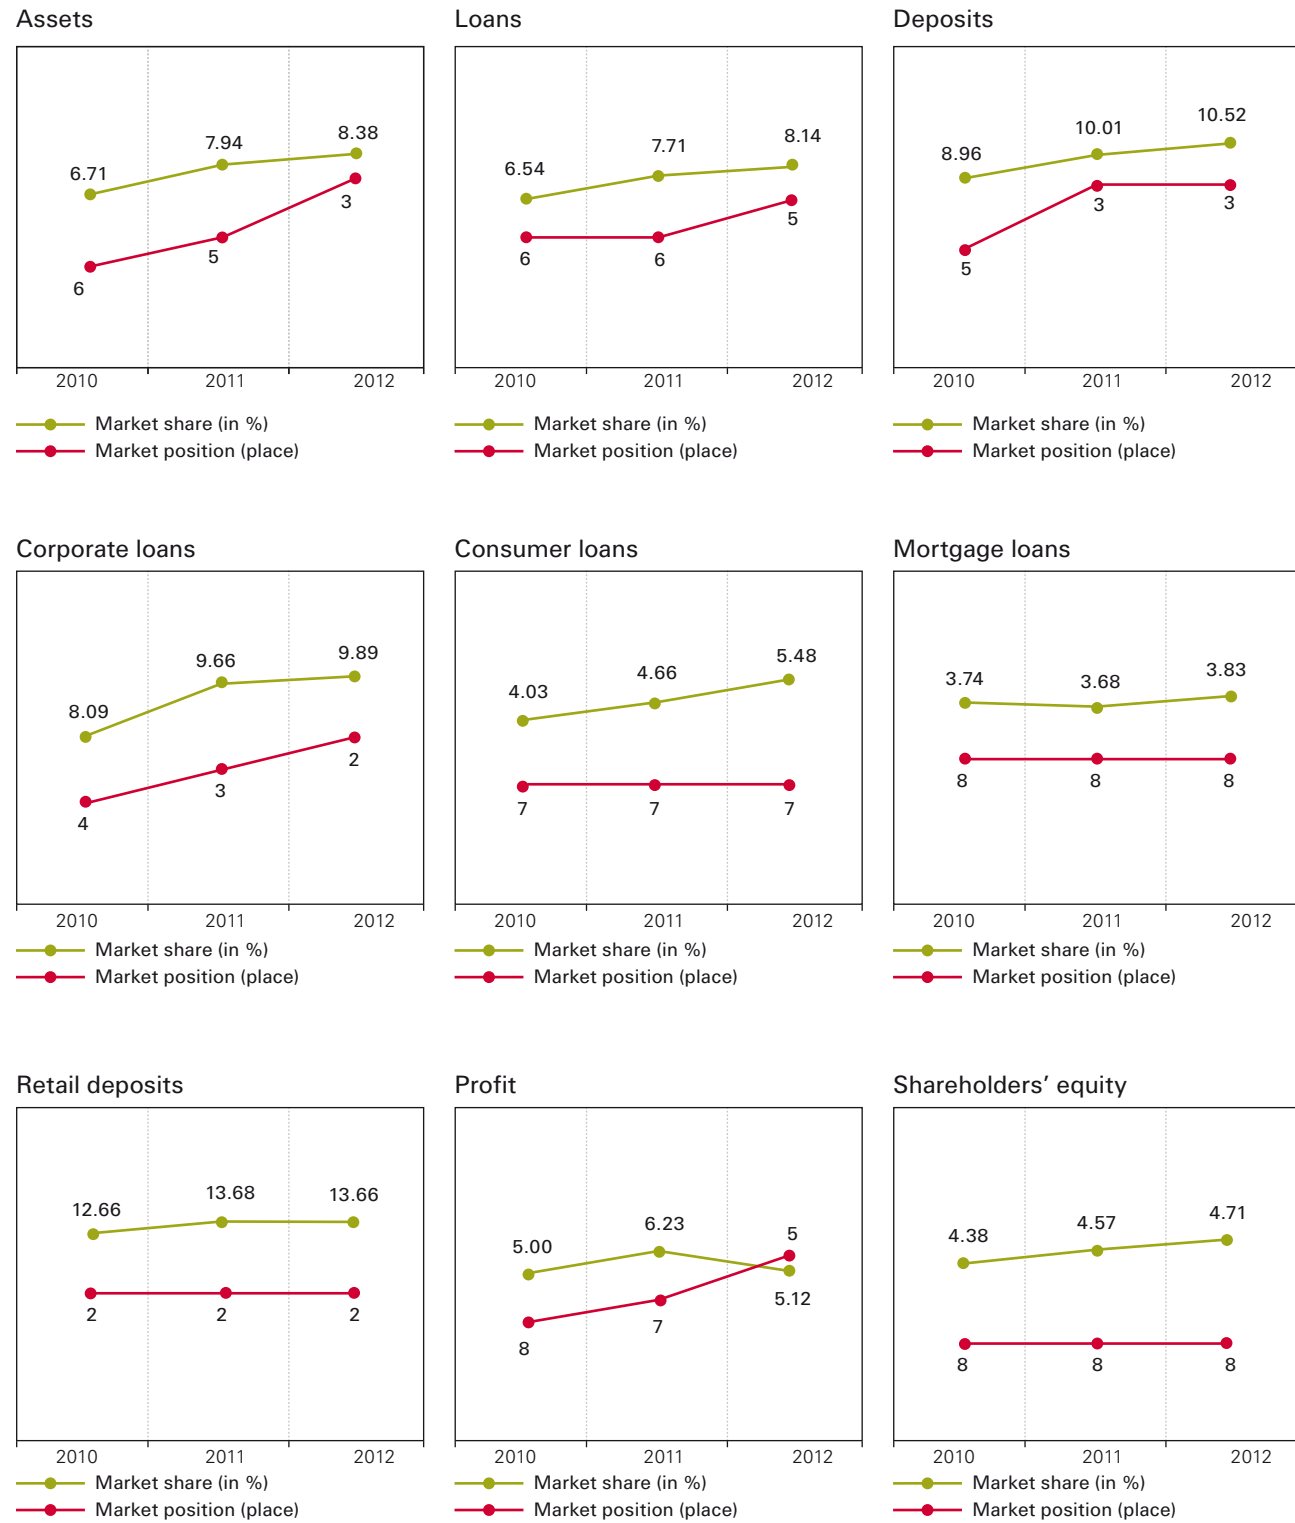 Assets
6.71
7.94
8.38
6
5
3
2010 2011 2012
Market share (in %)
Market position (place)
Loans
6.54
7.71
8.14
6
6
5
2010 2011 2012
Market share (in %)
Market position (place)
Deposits
8.96
10.01
10.52
5
3
3
2010 2011 2012
Market share (in %)
Market position (place)
Corporate loans
8.09
9.66
9.89
4
3
2
2010 2011 2012
Market share (in %)
Market position (place)
Consumer loans
4.03
4.66
5.48
7
7
7
2010 2011 2012
Market share (in %)
Market position (place)
Mortgage loans
3.74
3.68
3.83
8
8
8
2010 2011 2012
Market share (in %)
Market position (place)
Retail deposits
12.66
13.68
13.66
2
2
2
2010 2011 2012
Market share (in %)
Market position (place)
Profit
5.00
6.23
5
8
7
5.12
2010 2011 2012
Market share (in %)
Market position (place)
Shareholders’ equity
4.38
4.57
4.71
8
8
8
2010 2011 2012
Market share (in %)
Market position (place)